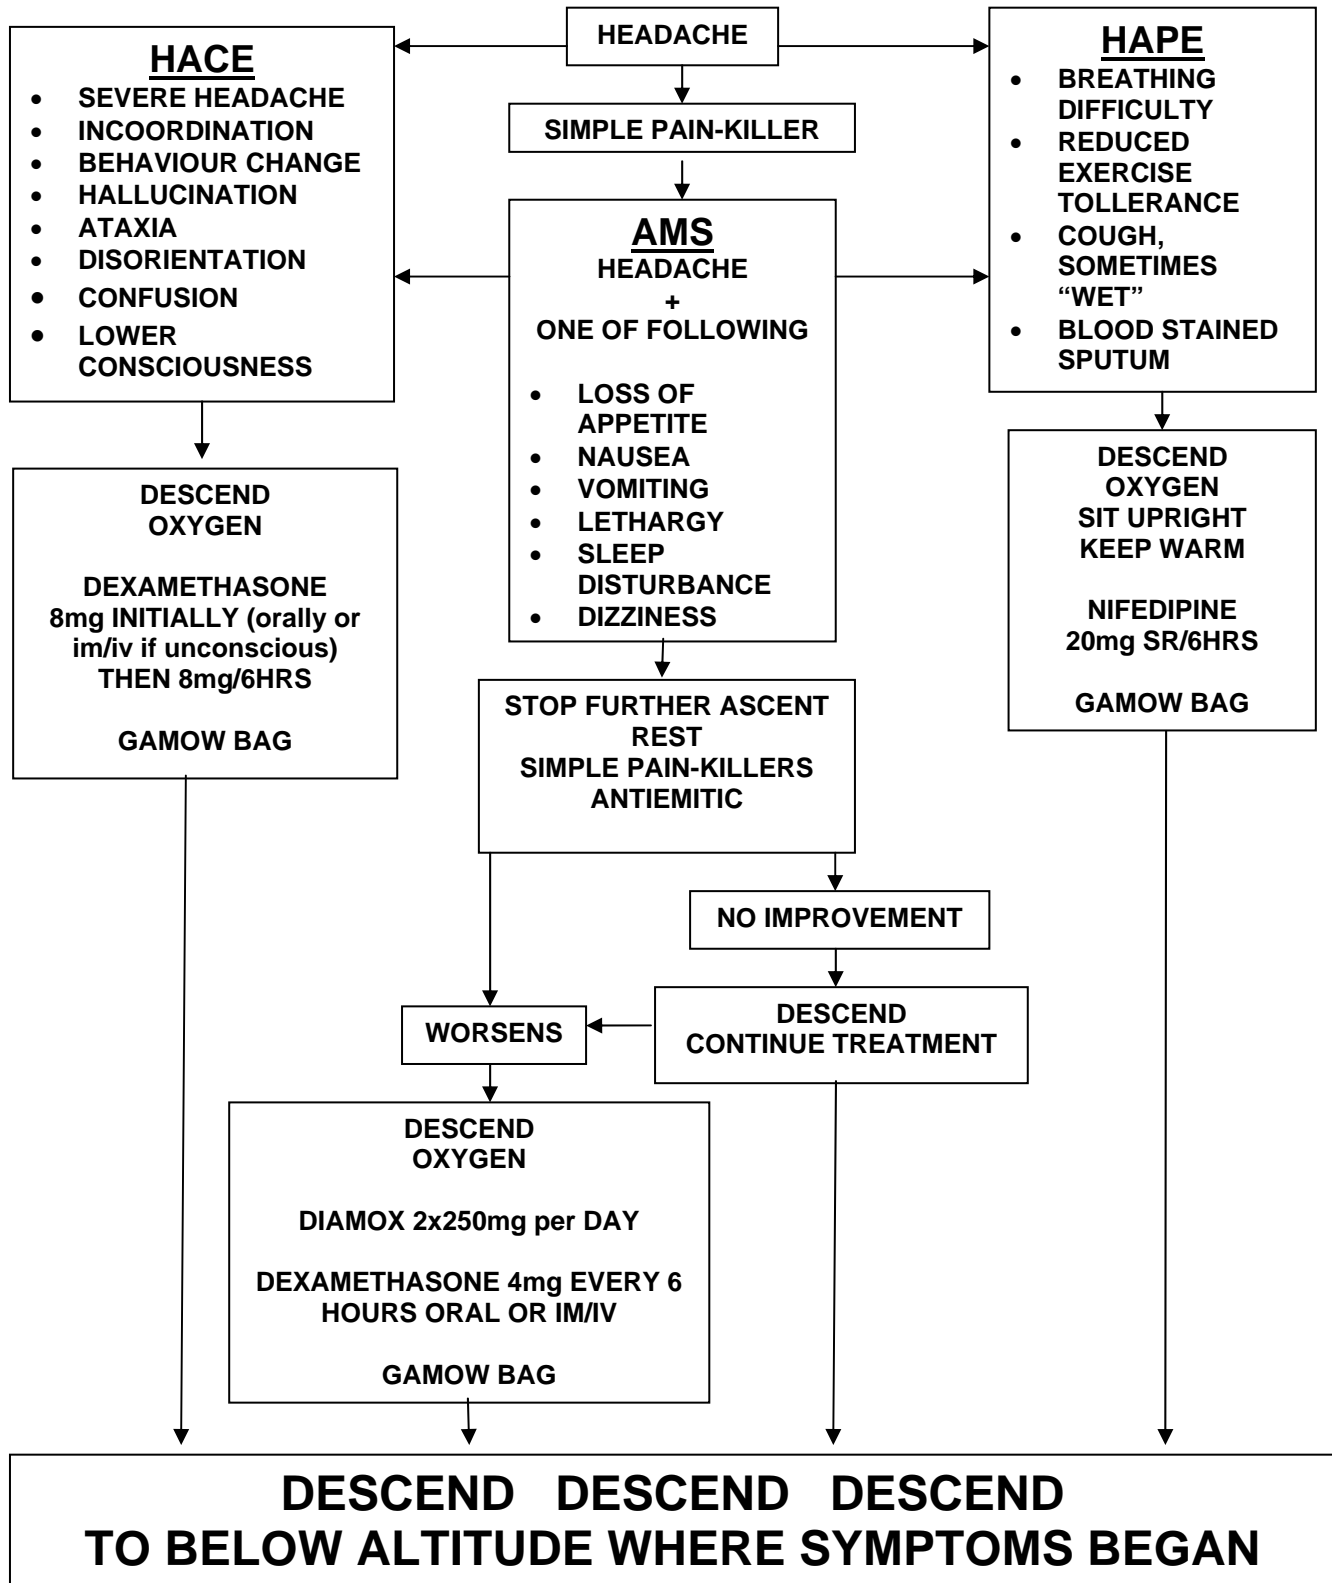 HEADACHE
HACE
• SEVERE HEADACHE
• INCOORDINATION
• BEHAVIOUR CHANGE
• HALLUCINATION
• ATAXIA
• DISORIENTATION
• CONFUSION
• LOWER
CONSCIOUSNESS
HAPE
• BREATHING
DIFFICULTY
• REDUCED
EXERCISE
TOLLERANCE
• COUGH,
SOMETIMES
“WET”
• BLOOD STAINED
SPUTUM
SIMPLE PAIN-KILLER
AMS
HEADACHE
+
ONE OF FOLLOWING
• LOSS OF
APPETITE
• NAUSEA
• VOMITING
• LETHARGY
• SLEEP
DISTURBANCE
• DIZZINESS
DESCEND
OXYGEN
DEXAMETHASONE
8mg INITIALLY (orally or
im/iv if unconscious)
THEN 8mg/6HRS
GAMOW BAG
DESCEND
OXYGEN
SIT UPRIGHT
KEEP WARM
NIFEDIPINE
20mg SR/6HRS
GAMOW BAG
STOP FURTHER ASCENT
REST
SIMPLE PAIN-KILLERS
ANTIEMITIC
NO IMPROVEMENT
WORSENS
DESCEND
CONTINUE TREATMENT
DESCEND
OXYGEN
DIAMOX 2x250mg per DAY
DEXAMETHASONE 4mg EVERY 6
HOURS ORAL OR IM/IV
GAMOW BAG
DESCEND DESCEND DESCEND
TO BELOW ALTITUDE WHERE SYMPTOMS BEGAN